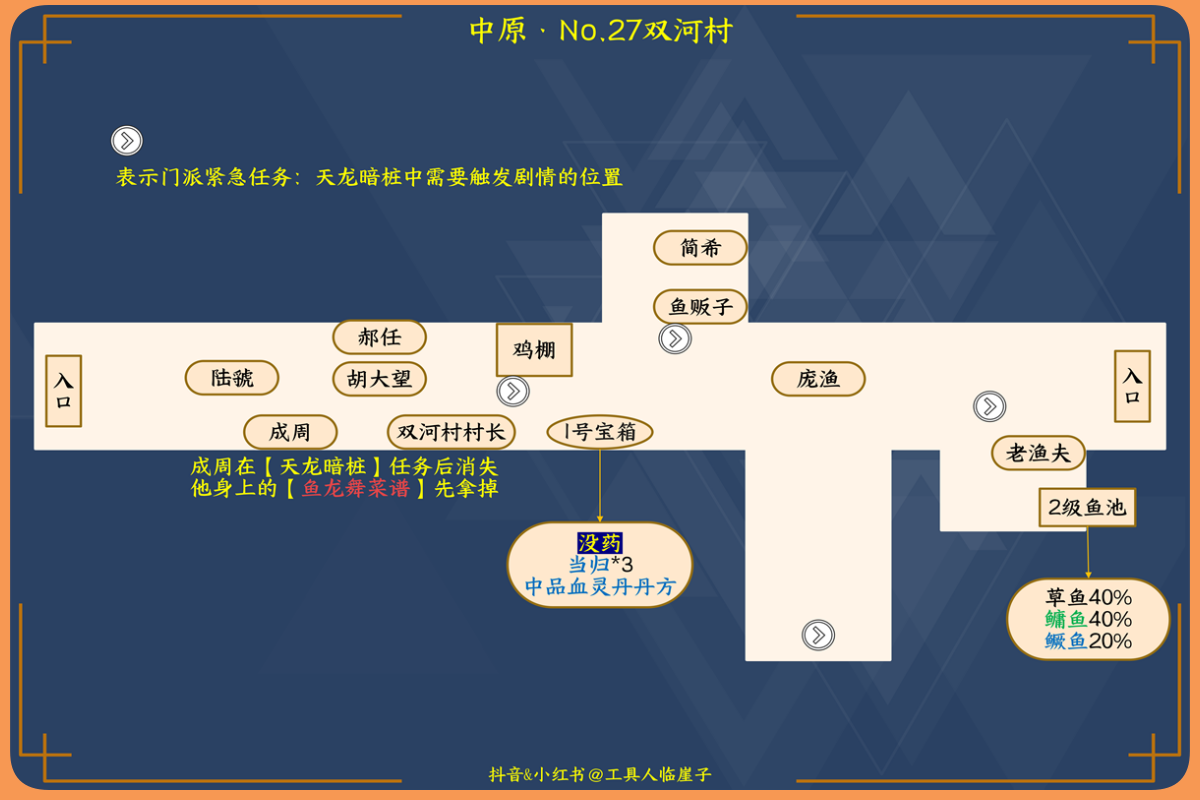 中原·No.27双河村
表示门派紧急任务：天龙暗桩中需要触发剧情的位置
简希
鱼贩子
郝任
鸡棚
陆虢
胡大望
庞渔
入口
入口
成周
双河村村长
1号宝箱
老渔夫
成周在【天龙暗桩】任务后消失
他身上的【鱼龙舞菜谱】先拿掉
2级鱼池
没药
当归*3
中品血灵丹丹方
草鱼40%
鳙鱼40%
鳜鱼20%
抖音&小红书@工具人临崖子